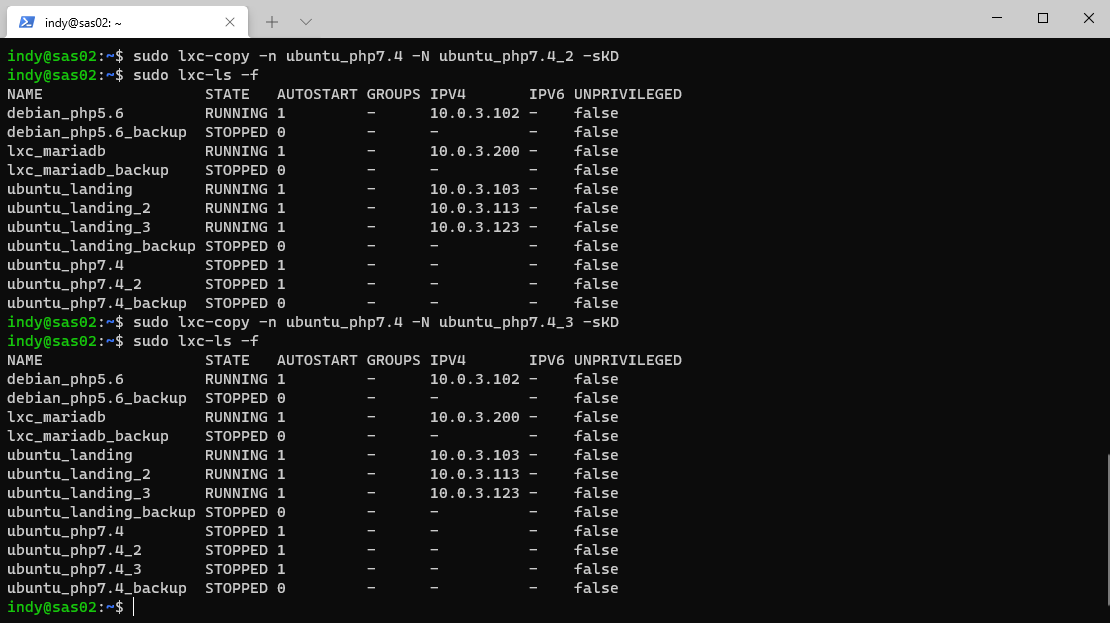 indy@sas02: ~
indy@sas02:~$ sudo lxc-copy -n ubuntu_php7.4 -N ubuntu_php7.4_2 -sKD
indy@sas02:~$ sudo lxc-ls -f
NAME                  STATE   AUTOSTART GROUPS IPV4       IPV6 UNPRIVILEGED
debian_php5.6         RUNNING 1         -      10.0.3.102 -    false
debian_php5.6_backup  STOPPED 0         -      -          -    false
lxc_mariadb           RUNNING 1         -      10.0.3.200 -    false
lxc_mariadb_backup    STOPPED 0         -      -          -    false
ubuntu_landing        RUNNING 1         -      10.0.3.103 -    false
ubuntu_landing_2      RUNNING 1         -      10.0.3.113 -    false
ubuntu_landing_3      RUNNING 1         -      10.0.3.123 -    false
ubuntu_landing_backup STOPPED 0         -      -          -    false
ubuntu_php7.4         STOPPED 1         -      -          -    false
ubuntu_php7.4_2       STOPPED 1         -      -          -    false
ubuntu_php7.4_backup  STOPPED 0         -      -          -    false
indy@sas02:~$ sudo lxc-copy -n ubuntu_php7.4 -N ubuntu_php7.4_3 -sKD
indy@sas02:~$ sudo lxc-ls -f
NAME                  STATE   AUTOSTART GROUPS IPV4       IPV6 UNPRIVILEGED
debian_php5.6         RUNNING 1         -      10.0.3.102 -    false
debian_php5.6_backup  STOPPED 0         -      -          -    false
lxc_mariadb           RUNNING 1         -      10.0.3.200 -    false
lxc_mariadb_backup    STOPPED 0         -      -          -    false
ubuntu_landing        RUNNING 1         -      10.0.3.103 -    false
ubuntu_landing_2      RUNNING 1         -      10.0.3.113 -    false
ubuntu_landing_3      RUNNING 1         -      10.0.3.123 -    false
ubuntu_landing_backup STOPPED 0         -      -          -    false
ubuntu_php7.4         STOPPED 1         -      -          -    false
ubuntu_php7.4_2       STOPPED 1         -      -          -    false
ubuntu_php7.4_3       STOPPED 1         -      -          -    false
ubuntu_php7.4_backup  STOPPED 0         -      -          -    false
indy@sas02:~$